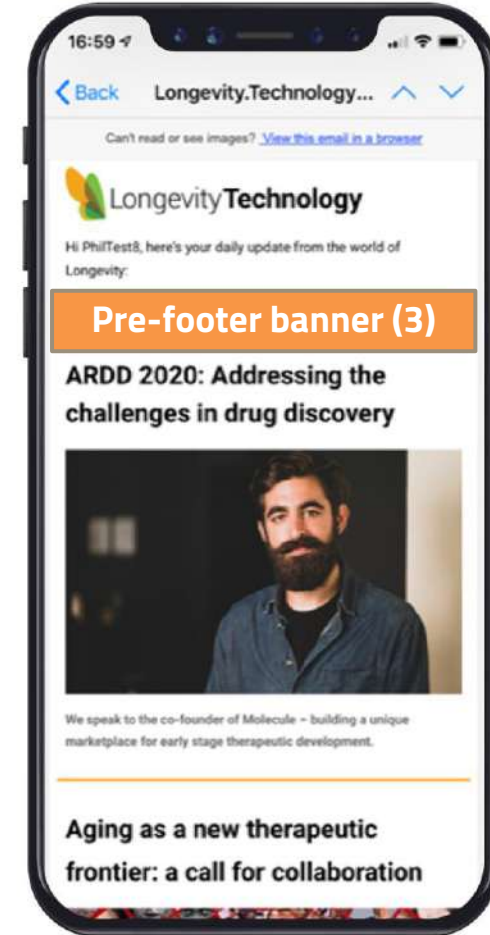 16:59
Back Longevity.Technology...
Can't read or see images? View this email in a browser
LongevityTechnology
Hi PhilTest8, here's your daily update from the world of
Longevity:
Pre-footer banner (3)
ARDD 2020: Addressing the
challenges in drug discovery
We speak to the co-founder of Molecule – building a unique
marketplace for early stage therapeutic development.
Aging as a new therapeutic
frontier: a call for collaboration